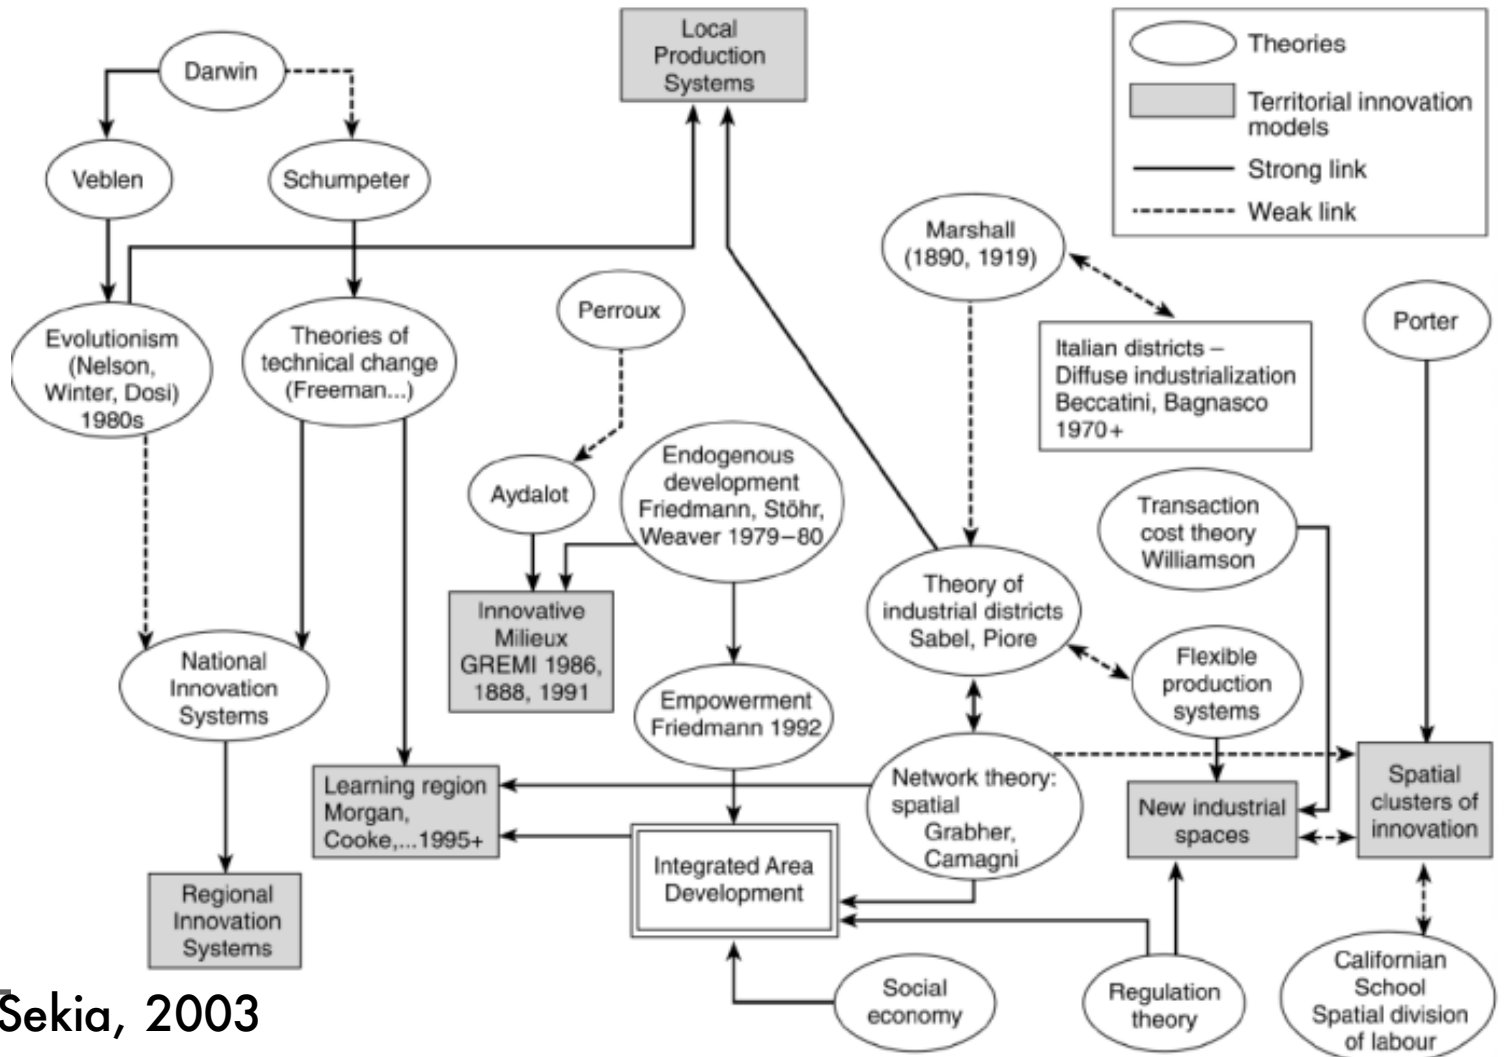 Local
Production
Systems
Theories
Territorial innovation
models
Strong link
Weak link
Darwin
Veblen
Schumpeter
Marshall
(1890, 1919)
Perroux
Porter
Evolutionism
(Nelson,
Winter, Dosi)
1980s
Theories of
technical change
(Freeman...)
Italian districts –
Diffuse industrialization
Beccatini, Bagnasco
1970+
Aydalot
Endogenous
development
Friedmann, Stöhr,
Weaver 1979–80
Transaction
cost theory
Williamson
Theory of
industrial districts
Sabel, Piore
Innovative
Milieux
GREMI 1986,
1888, 1991
National
Innovation
Systems
Flexible
production
systems
Empowerment
Friedmann 1992
Learning region
Morgan,
Cooke,...1995+
Network theory:
spatial
Grabher,
Camagni
New industrial
spaces
Spatial
clusters of
innovation
Integrated Area
Development
Regional
Innovation
Systems
Social
economy
Regulation
theory
Californian
School
Spatial division
of labour
Sekia, 2003